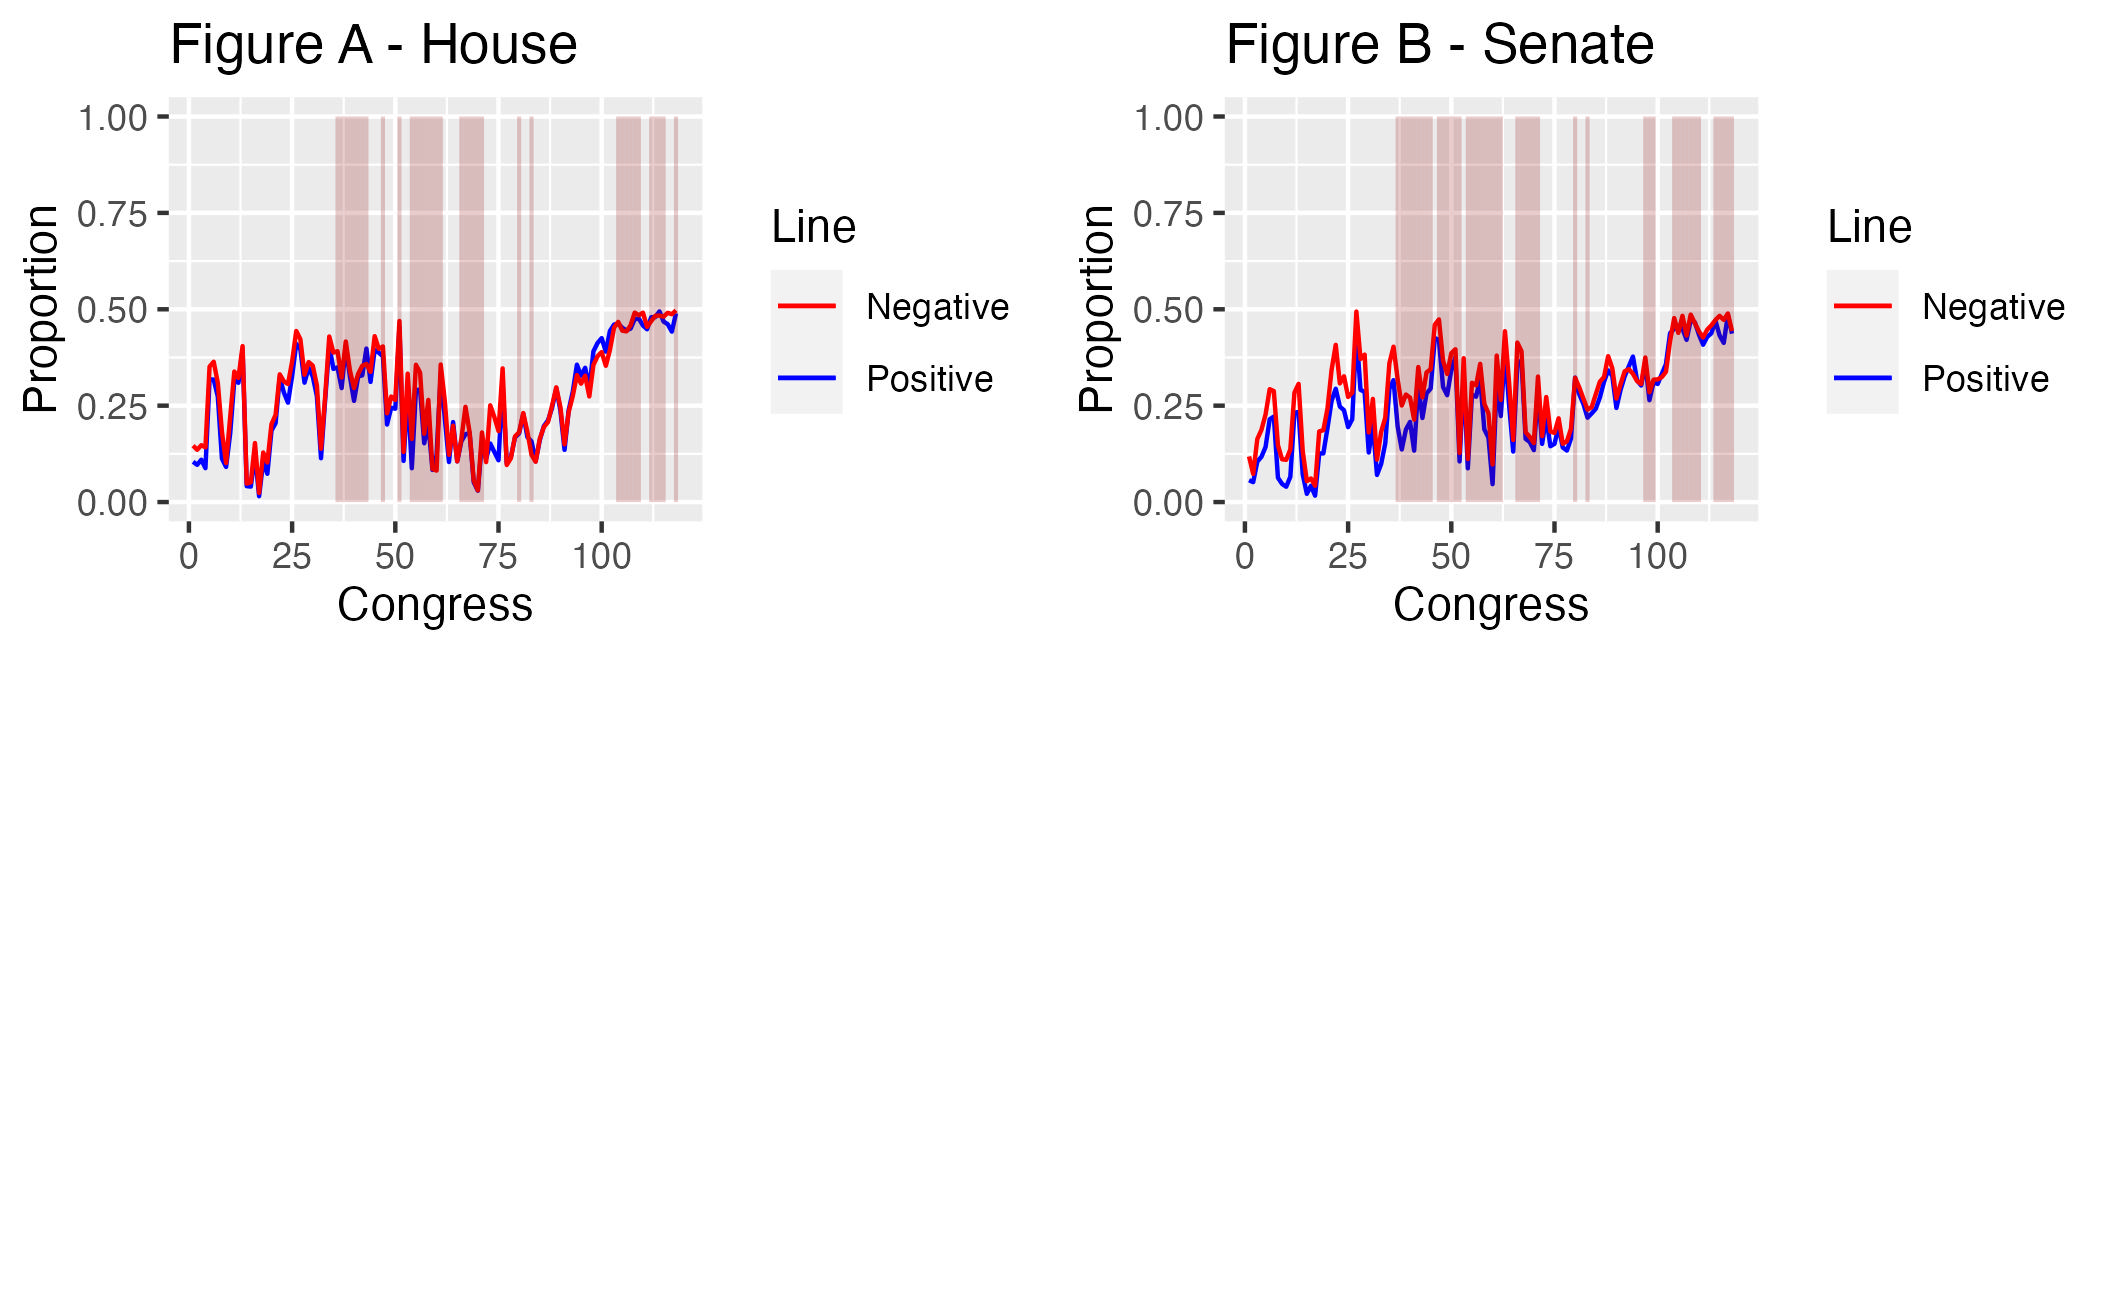 Figure A - House
1.00
0.75
0.50
0.25
0.00
Proportion
0 25 50 75 100
Congress
Line
Negative
Positive
Figure B - Senate
1.00
0.75
0.50
0.25
0.00
Proportion
0 25 50 75 100
Congress
Line
Negative
Positive